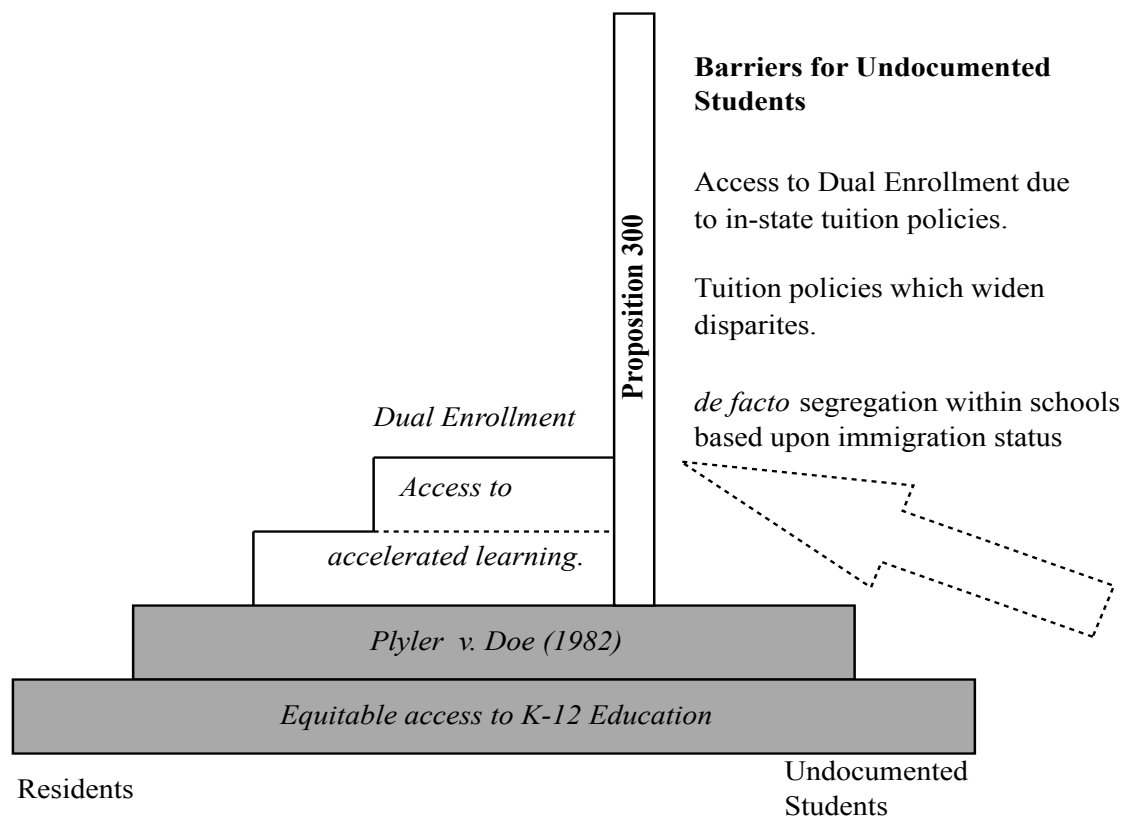 Barriers for Undocumented
Students
Access to Dual Enrollment due
to in-state tuition policies.
Tuition policies which widen
disparites.
de facto segregation within schools
based upon immigration status
Proposition 300
Dual Enrollment
Access to
accelerated learning.
Plyler v. Doe (1982)
Equitable access to K-12 Education
Residents
Undocumented
Students